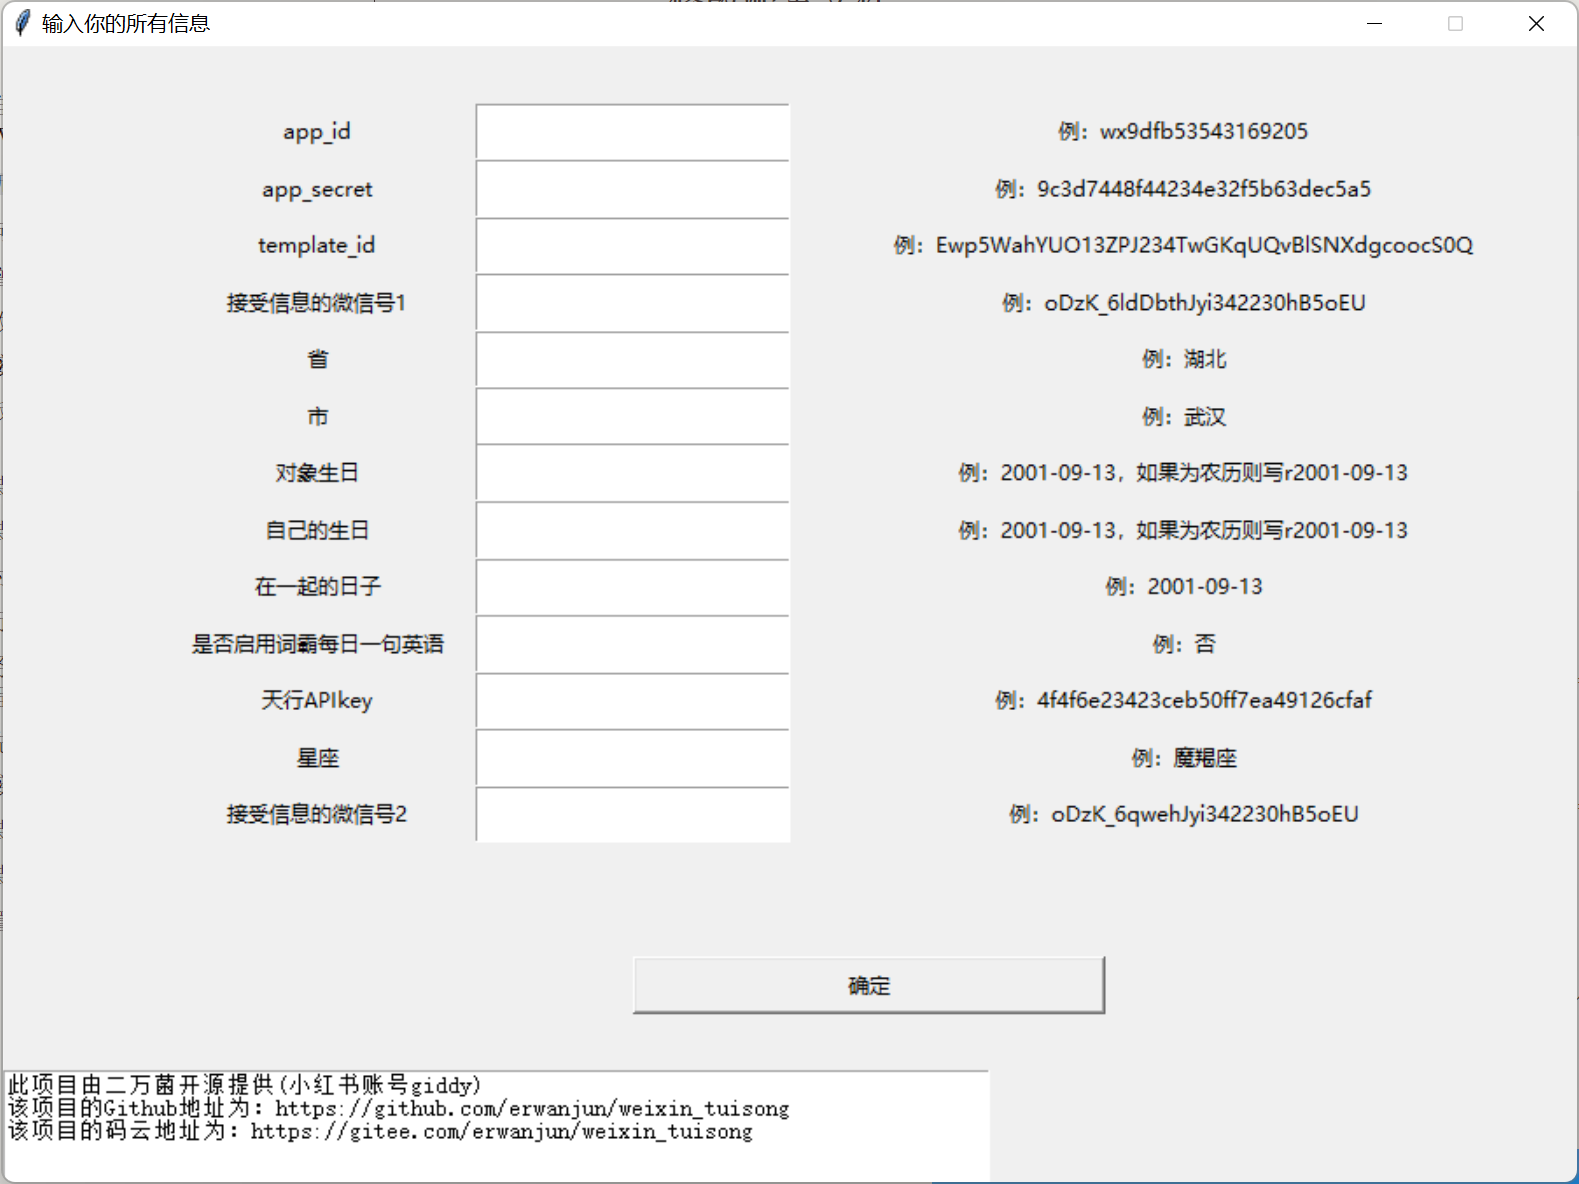 输入你的所有信息
app_id 例：wx9dfb53543169205
app_secret 例：9c3d7448f44234e32f5b63dec5a5
template_id 例：Ewp5WahYUO13ZPJ234TwGKqUQvBlSNXdgcoocS0Q
接受信息的微信号1 例：oDzK_6ldDbthJyi342230hB5oEU
省 例：湖北
市 例：武汉
对象生日 例：2001-09-13，如果为农历则写r2001-09-13
自己的生日 例：2001-09-13，如果为农历则写r2001-09-13
在一起的日子 例：2001-09-13
是否启用词霸每日一句英语 例：否
天行APIkey 例：4f4f6e23423ceb50ff7ea49126cfaf
星座 例：魔羯座
接受信息的微信号2 例：oDzK_6qwehJyi342230hB5oEU
确定
此项目由二万菌开源提供(小红书账号giddy)
该项目的Github地址为：https://github.com/erwanjun/weixin_tuisong
该项目的码云地址为：https://gitee.com/erwanjun/weixin_tuisong